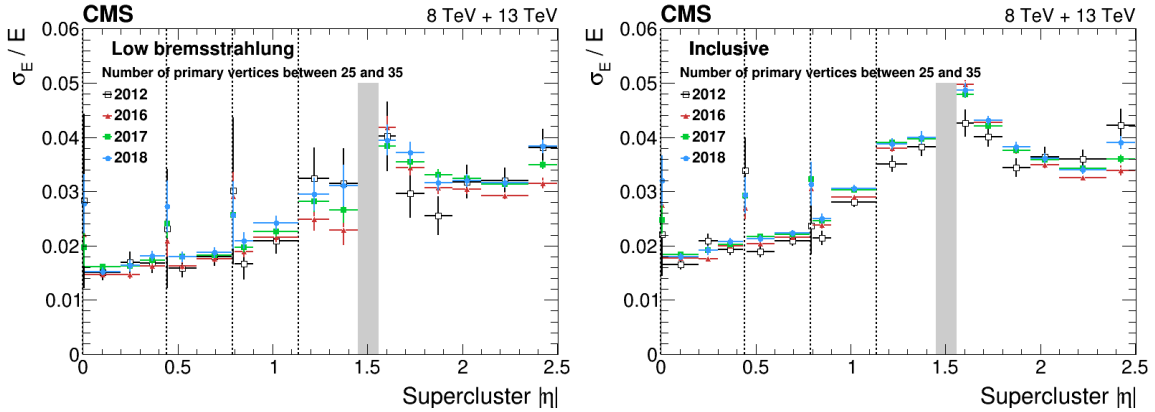 CMS 8 TeV + 13 TeV
σ_E / E
0.06
0.05
0.04
0.03
0.02
0.01
0
Low bremsstrahlung
Number of primary vertices between 25 and 35
2012
2016
2017
2018
0 0.5 1 1.5 2 2.5
Supercluster |η|
CMS 8 TeV + 13 TeV
σ_E / E
0.06
0.05
0.04
0.03
0.02
0.01
0
Inclusive
Number of primary vertices between 25 and 35
2012
2016
2017
2018
0 0.5 1 1.5 2 2.5
Supercluster |η|